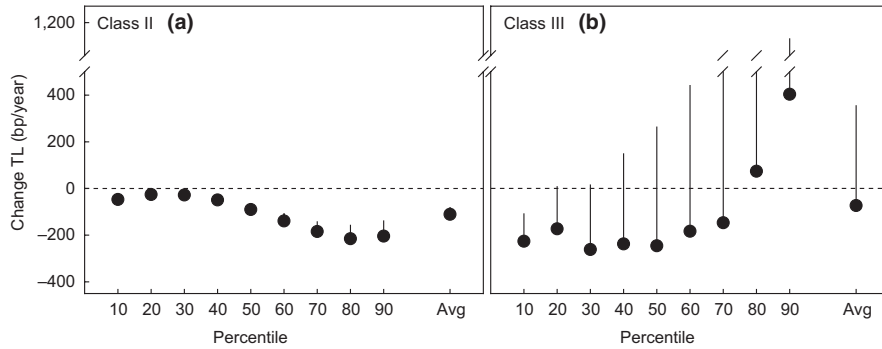 Class II (a)
Class III (b)
1,200
400
200
0
–200
–400
Change TL (bp/year)
10 20 30 40 50 60 70 80 90 Avg
10 20 30 40 50 60 70 80 90 Avg
Percentile
Percentile